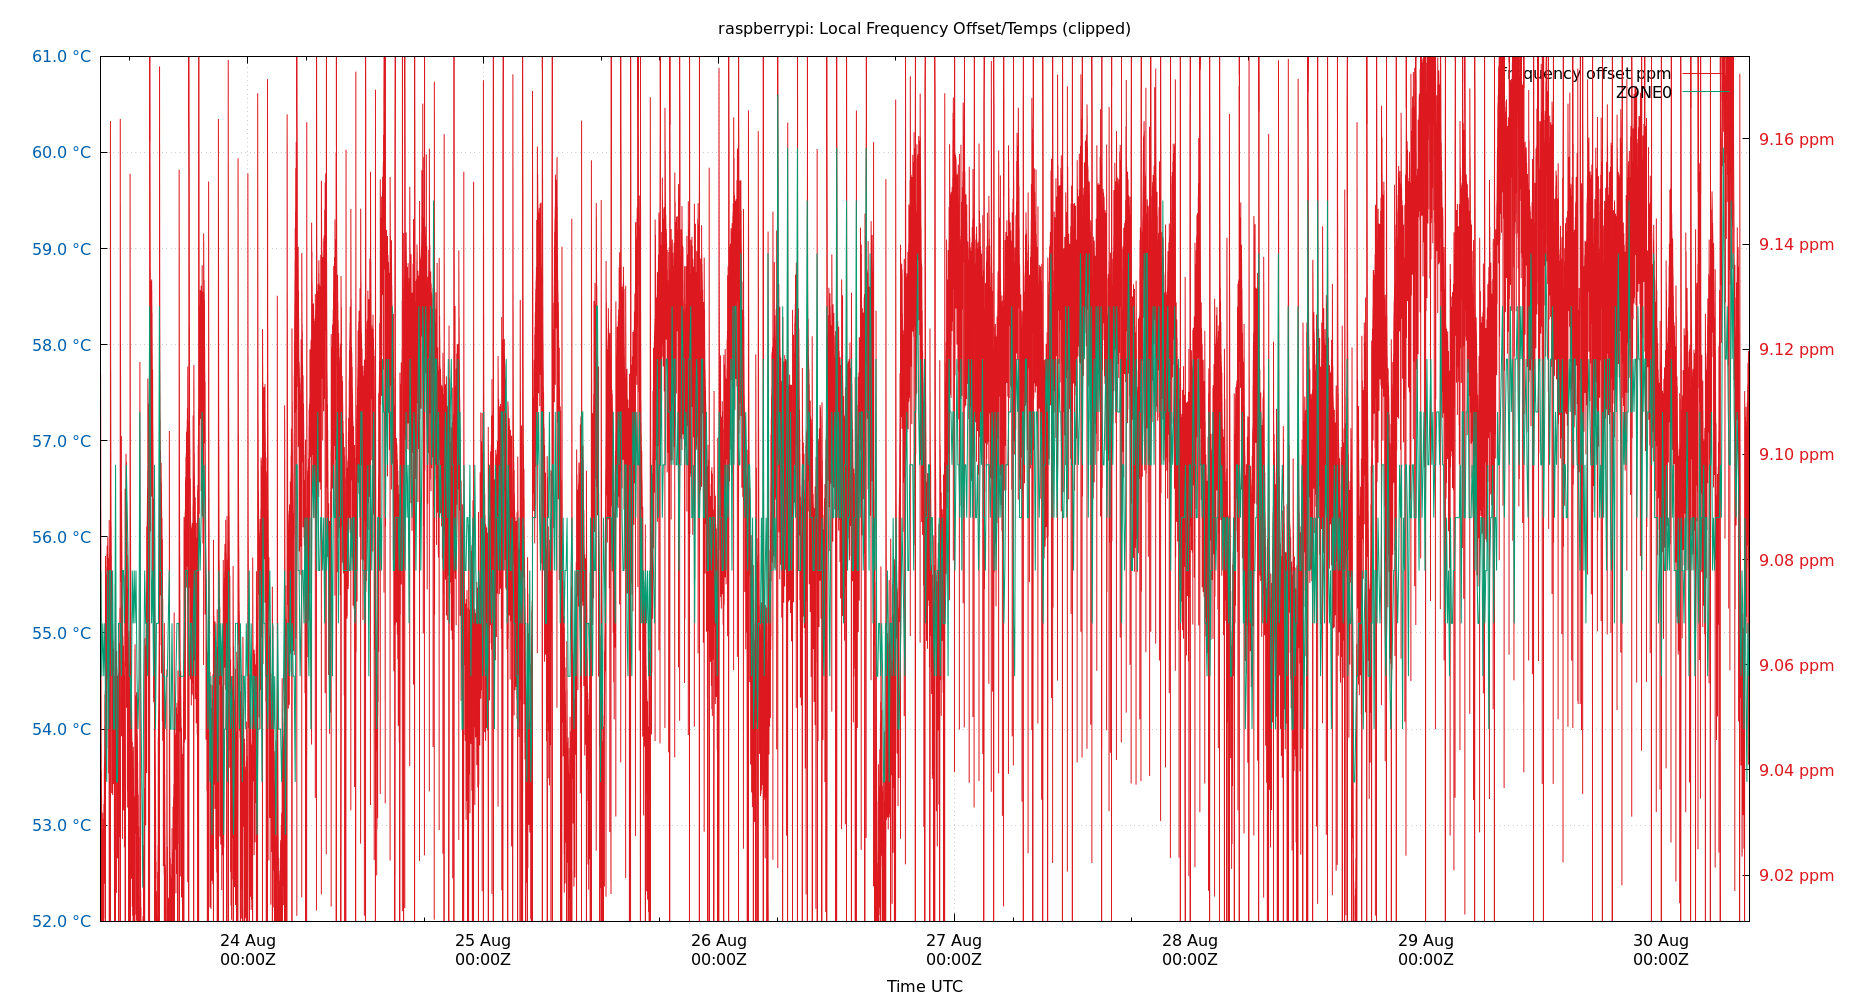 raspberrypi: Local Frequency Offset/Temps (clipped)
61.0 °C
60.0 °C
59.0 °C
58.0 °C
57.0 °C
56.0 °C
55.0 °C
54.0 °C
53.0 °C
52.0 °C
frequency offset ppm
ZONE0
9.16 ppm
9.14 ppm
9.12 ppm
9.10 ppm
9.08 ppm
9.06 ppm
9.04 ppm
9.02 ppm
24 Aug
00:00Z
25 Aug
00:00Z
26 Aug
00:00Z
27 Aug
00:00Z
28 Aug
00:00Z
29 Aug
00:00Z
30 Aug
00:00Z
Time UTC